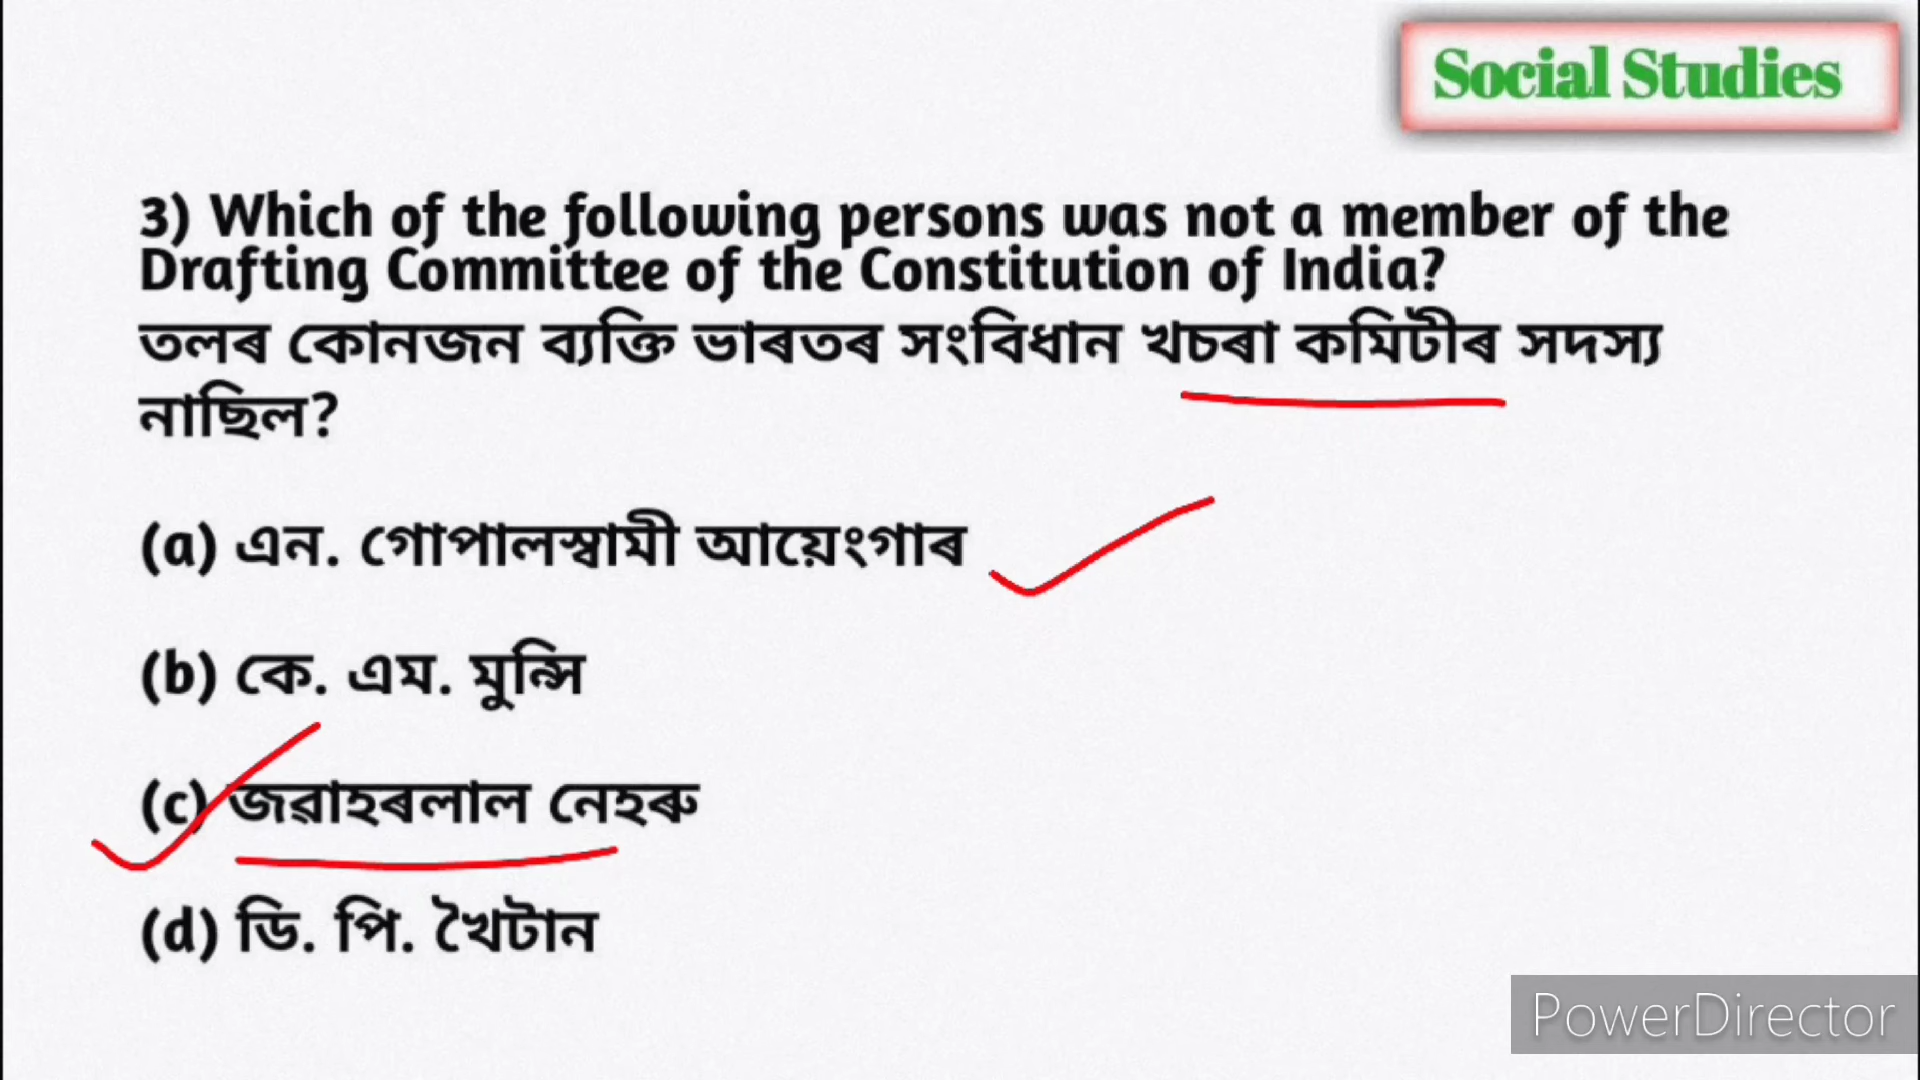 Social Studies
3) Which of the following persons was not a member of the
Drafting Committee of the Constitution of India?
তলৰ কোনজন ব্যক্তি ভাৰতৰ সংবিধান খচৰা কমিটীৰ সদস্য
নাছিল?
(a) এন. গোপালস্বামী আয়েংগাৰ
(b) কে. এম. মুন্সি
(c) জৱাহৰলাল নেহৰু
(d) ডি. পি. খৈটান
PowerDirector